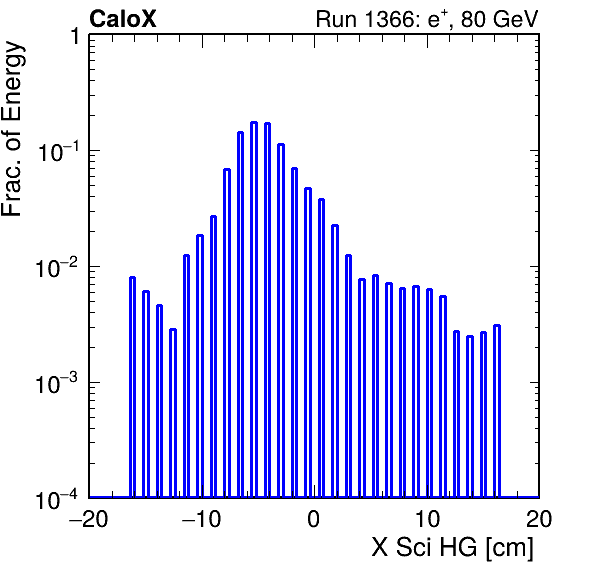 CaloX Run 1366: e⁺, 80 GeV
Frac. of Energy
1
10⁻¹
10⁻²
10⁻³
10⁻⁴
−20 −10 0 10 20
X Sci HG [cm]